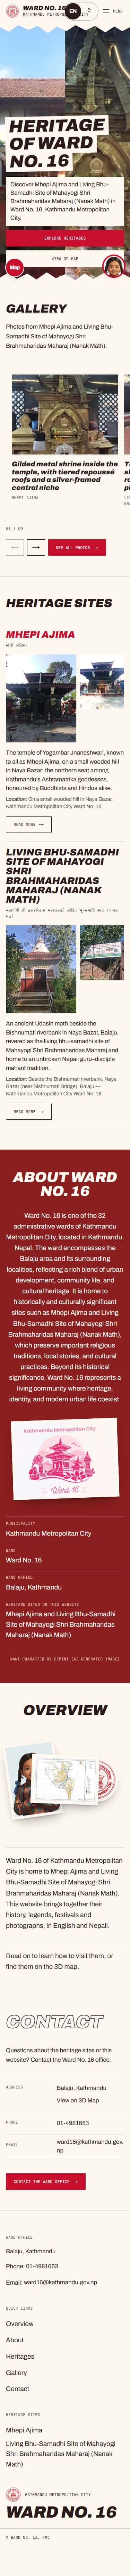 WARD NO. 16
KATHMANDU METROPOLITAN CITY
EN
MENU
HERITAGE
OF WARD
NO. 16
Discover Mhepi Ajima and Living Bhu-
Samadhi Site of Mahayogi Shri
Brahmaharidas Maharaj (Nanak Math) in
Ward No. 16, Kathmandu Metropolitan
City.
EXPLORE HERITAGES
VIEW 3D MAP
Map
GALLERY
Photos from Mhepi Ajima and Living Bhu-
Samadhi Site of Mahayogi Shri
Brahmaharidas Maharaj (Nanak Math).
Gilded metal shrine inside the
temple, with tiered repoussé
roofs and a silver-framed
central niche
MHEPI AJIMA
01 / 09
← → SEE ALL PHOTOS →
HERITAGE SITES
MHEPI AJIMA
The temple of Yogambar Jnaneshwari, known
to all as Mhepi Ajima, on a small wooded hill
in Naya Bazar: the northern seat among
Kathmandu's Ashtamatrika goddesses,
honoured by Buddhists and Hindus alike.
Location: On a small wooded hill in Naya Bazar,
Kathmandu Metropolitan City Ward No. 16
READ MORE →
LIVING BHU-SAMADHI
SITE OF MAHAYOGI
SHRI
BRAHMAHARIDAS
MAHARAJ (NANAK
MATH)
An ancient Udasin math beside the
Bishnumati riverbank in Naya Bazar, Balaju,
revered as the living bhu-samadhi site of
Mahayogi Shri Brahmaharidas Maharaj and
home to an unbroken Nepali guru-disciple
mahant tradition.
Location: Beside the Bishnumati riverbank, Naya
Bazar (near Bishnumati Bridge), Balaju —
Kathmandu Metropolitan City Ward No. 16
READ MORE →
ABOUT WARD
NO. 16
Ward No. 16 is one of the 32
administrative wards of Kathmandu
Metropolitan City, located in Kathmandu,
Nepal. The ward encompasses the
Balaju area and its surrounding
localities, reflecting a rich blend of urban
development, community life, and
cultural heritage. It is home to
historically and culturally significant
sites such as Mhepi Ajima and Living
Bhu-Samadhi Site of Mahayogi Shri
Brahmaharidas Maharaj (Nanak Math),
which preserve important religious
traditions, local stories, and cultural
practices. Beyond its historical
significance, Ward No. 16 represents a
living community where heritage,
identity, and modern urban life coexist.
Kathmandu Metropolitan City
Ward-16
MUNICIPALITY
Kathmandu Metropolitan City
WARD
Ward No. 16
WARD OFFICE
Balaju, Kathmandu
HERITAGE SITES ON THIS WEBSITE
Mhepi Ajima and Living Bhu-Samadhi
Site of Mahayogi Shri Brahmaharidas
Maharaj (Nanak Math)
NANI CHARACTER BY GEMINI (AI-GENERATED IMAGE)
OVERVIEW
Ward No. 16 of Kathmandu Metropolitan
City is home to Mhepi Ajima and Living
Bhu-Samadhi Site of Mahayogi Shri
Brahmaharidas Maharaj (Nanak Math).
This website brings together their
history, legends, festivals and
photographs, in English and Nepali.
Read on to learn how to visit them, or
find them on the 3D map.
CONTACT
Questions about the heritage sites or this
website? Contact the Ward No. 16 office.
ADDRESS
Balaju, Kathmandu
View on 3D Map
PHONE
01-4981653
EMAIL
ward16@kathmandu.gov.
np
CONTACT THE WARD OFFICE →
WARD OFFICE
Balaju, Kathmandu
Phone: 01-4981653
Email: ward16@kathmandu.gov.np
QUICK LINKS
Overview
About
Heritages
Gallery
Contact
HERITAGE SITES
Mhepi Ajima
Living Bhu-Samadhi Site of Mahayogi
Shri Brahmaharidas Maharaj (Nanak
Math)
KATHMANDU METROPOLITAN CITY
WARD NO. 16
© WARD NO. 16, KMC